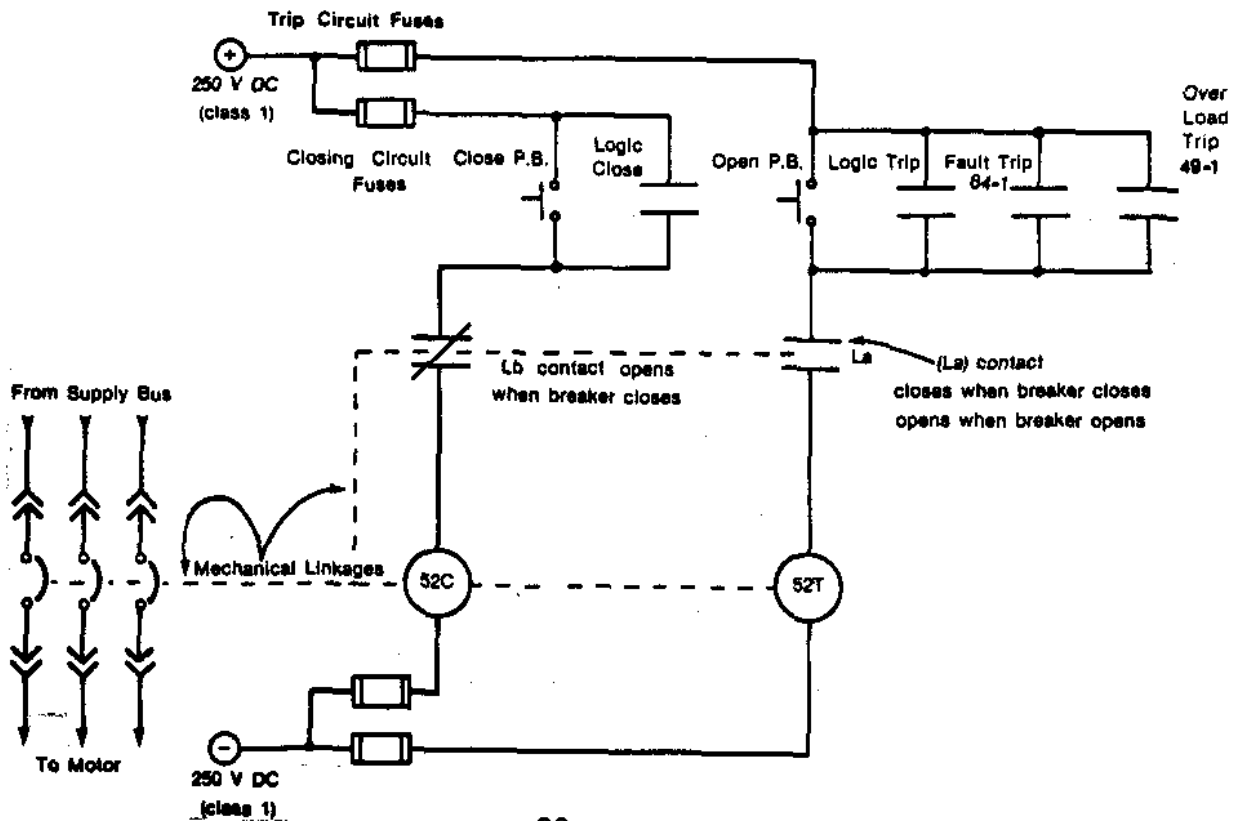 Trip Circuit Fuses
+
250 V DC
(class 1)
Closing Circuit
Fuses
Close P.B.
Logic
Close
Open P.B.
Logic Trip
Fault Trip
64-1
Over
Load
Trip
49-1
Lb contact opens
when breaker closes
La
(La) contact
closes when breaker closes
opens when breaker opens
From Supply Bus
Mechanical Linkages
52C
52T
To Motor
−
250 V DC
(class 1)